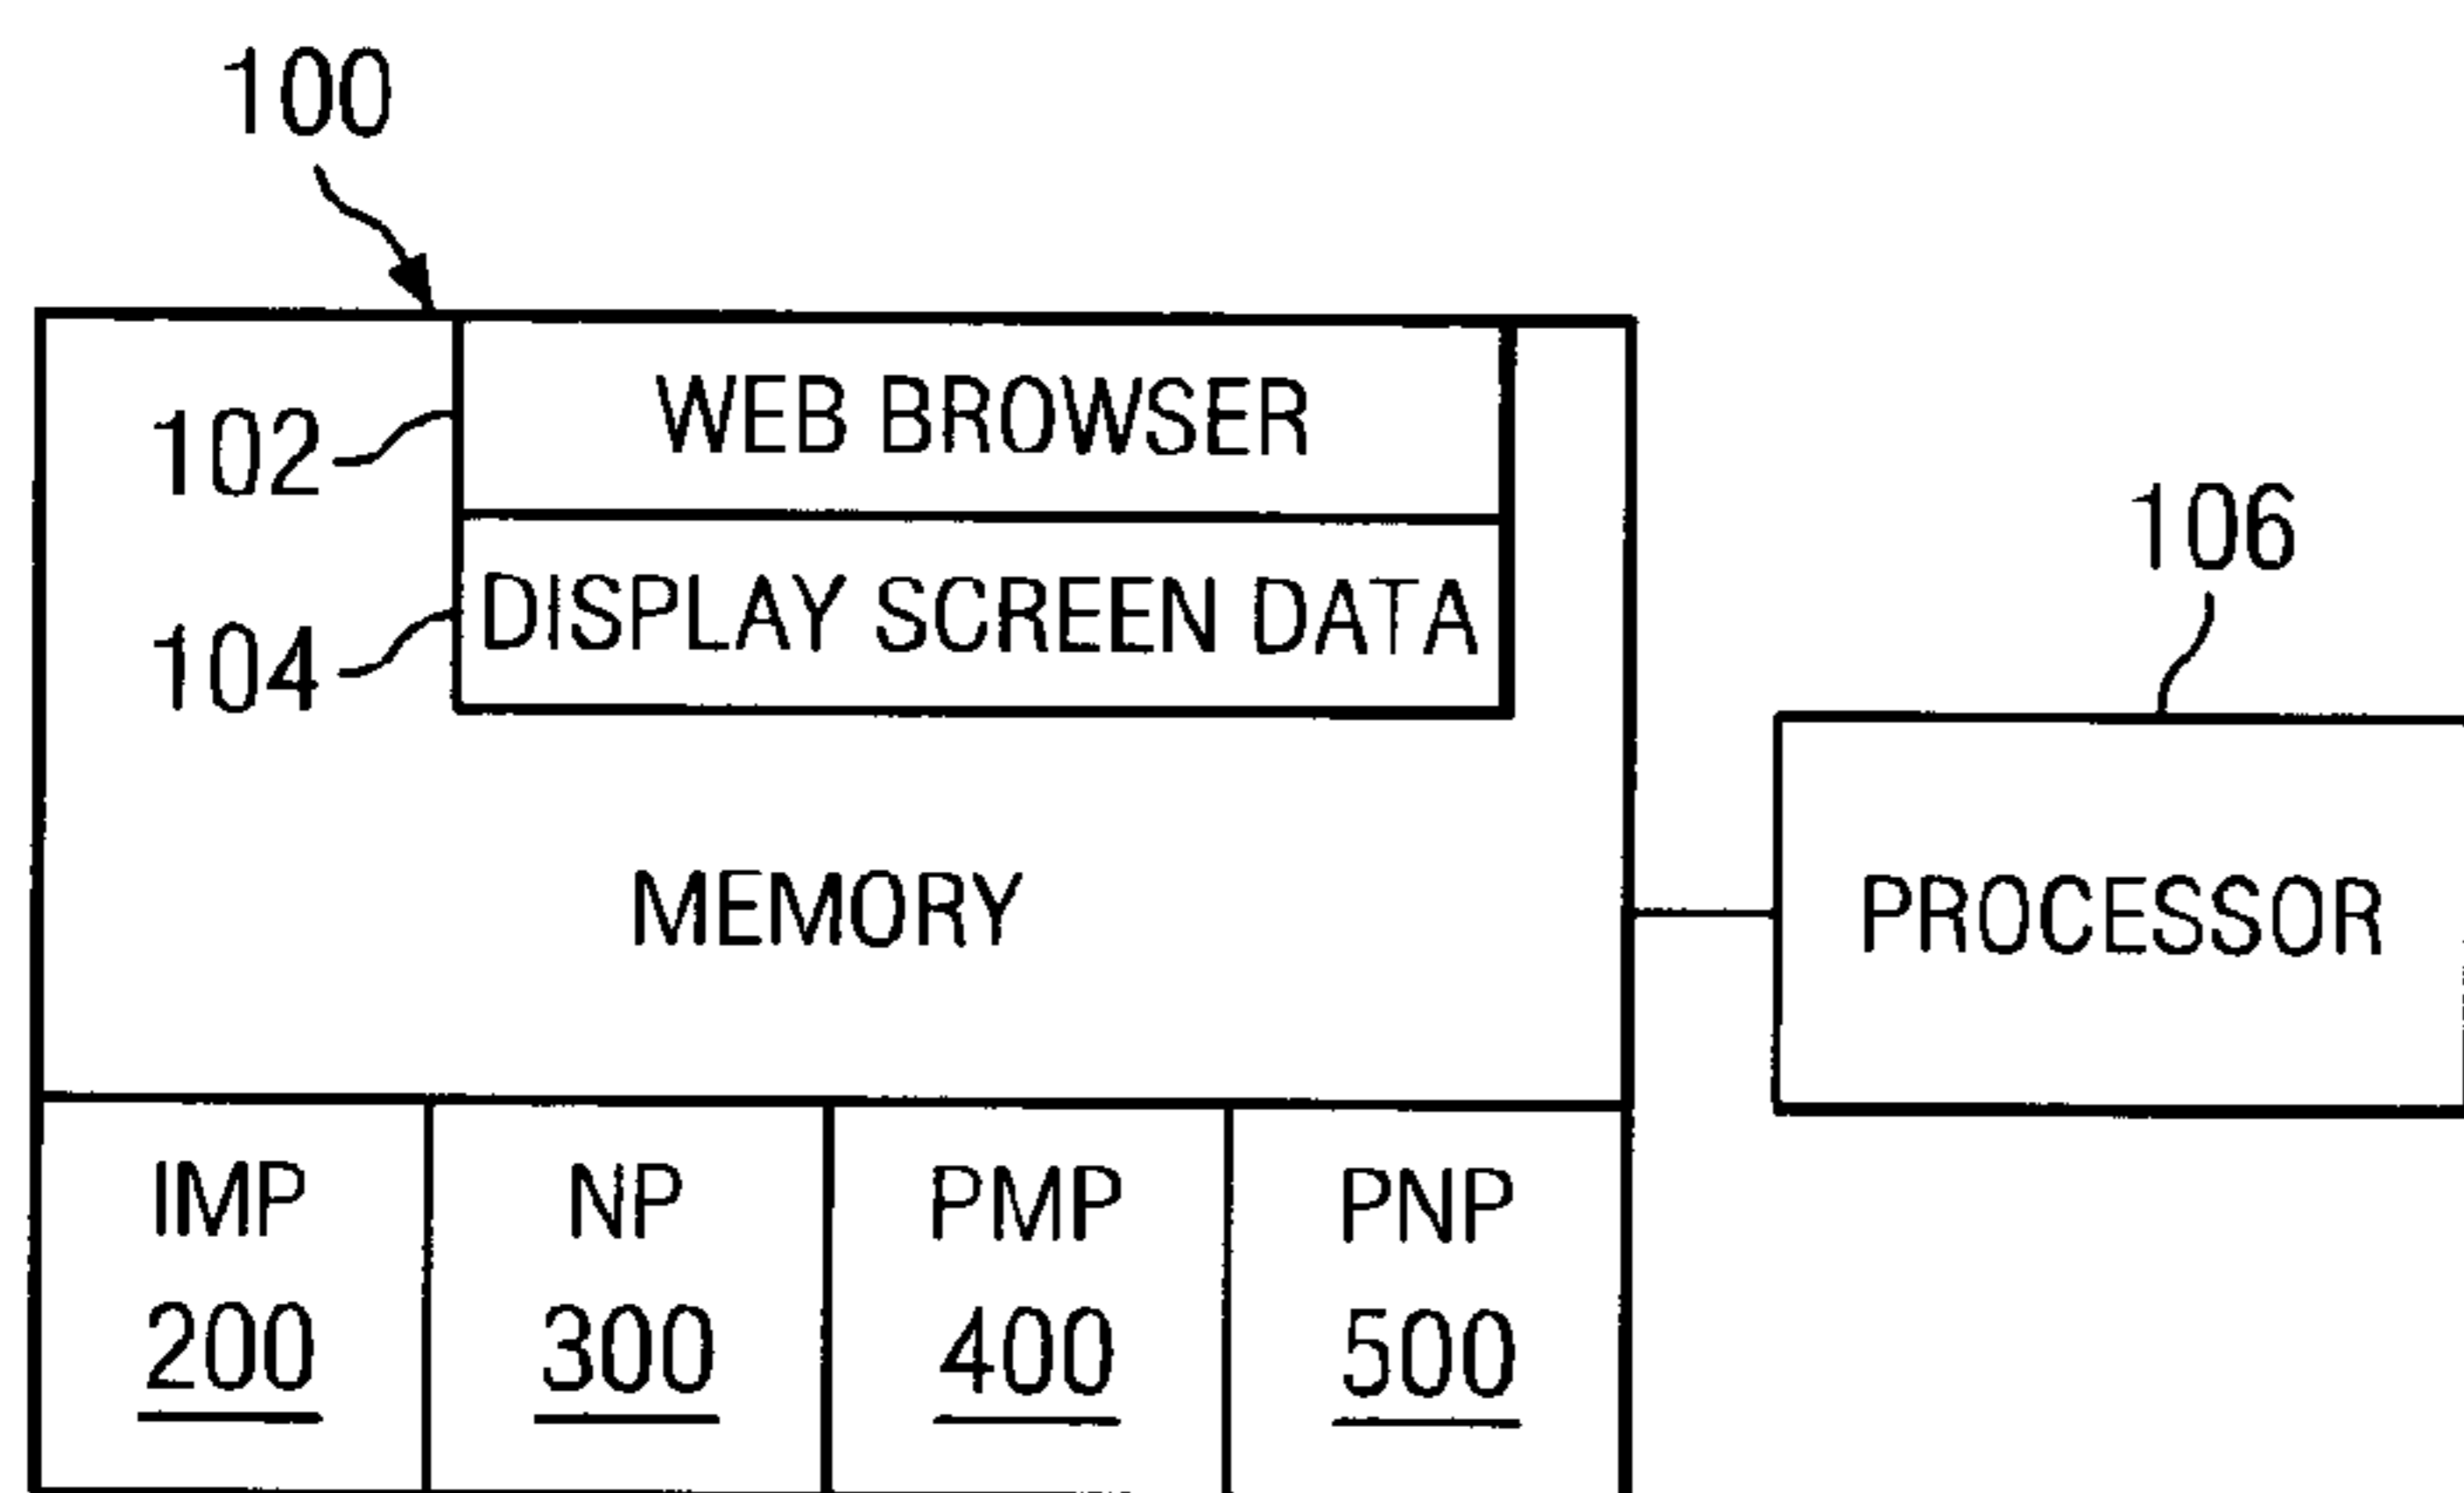 100
102
WEB BROWSER
104
DISPLAY SCREEN DATA
106
MEMORY
PROCESSOR
IMP
200
NP
300
PMP
400
PNP
500